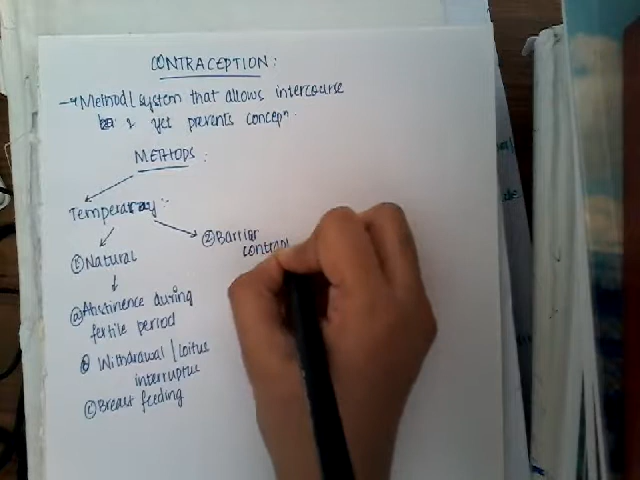 CONTRACEPTION :
→ Method/system that allows intercourse
& yet prevents concepn.
METHODS :
Temporary :
① Natural
② Barrier
contrap
ⓐ Abstinence during
fertile period
ⓑ Withdrawal / Coitus
interruptus
ⓒ Breast feeding